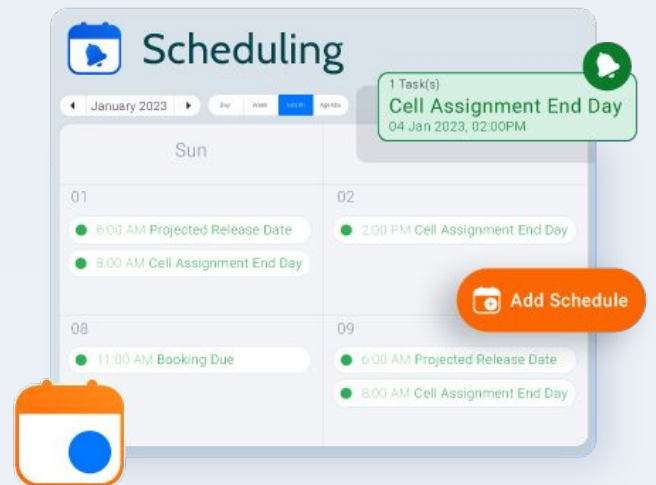 Scheduling
1 Task(s)
Cell Assignment End Day
04 Jan 2023, 02:00PM
January 2023
Day Week Month Agenda
Sun
01
6:00 AM Projected Release Date
8:00 AM Cell Assignment End Day
02
2:00 PM Cell Assignment End Day
Add Schedule
08
11:00 AM Booking Due
09
6:00 AM Projected Release Date
8:00 AM Cell Assignment End Day